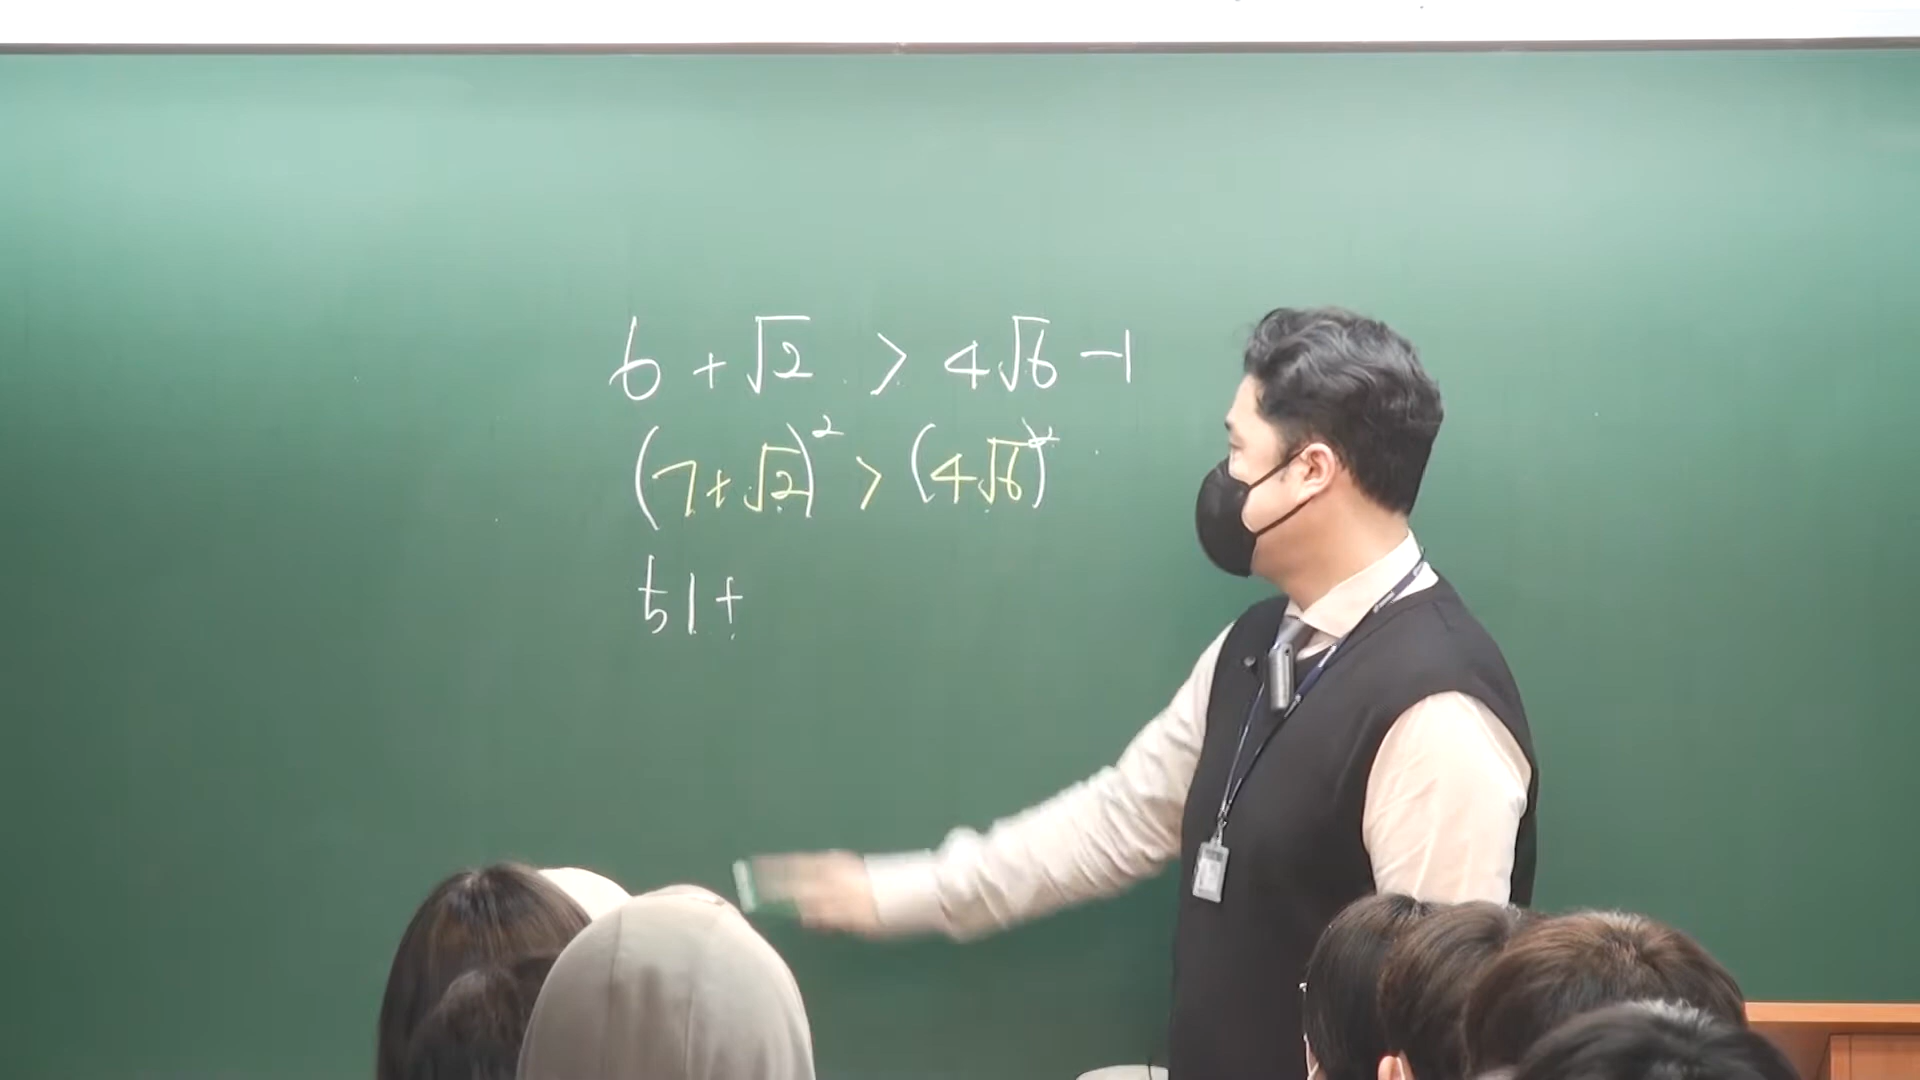 6 + √2 > 4√6 - 1
(7 + √2)² > (4√6)²
51 +